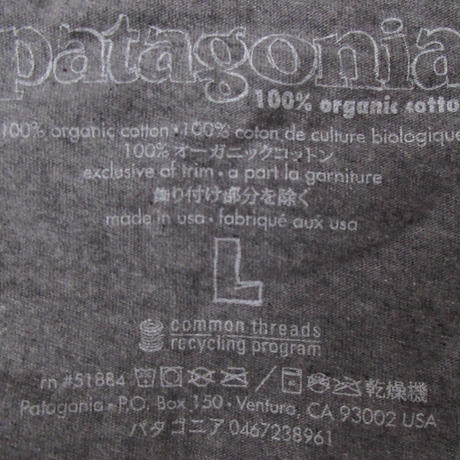 patagonia
100% organic cotto
100% organic cotton • 100% coton de culture biologique
100% オーガニックコットン
exclusive of trim • a part la garniture
飾り付け部分を除く
made in usa • fabriqué aux usa
L
common threads
recycling program
rn #51884 / 乾燥機
Patagonia • P.O. Box 150 • Ventura, CA 93002 USA
パタゴニア 0467238961